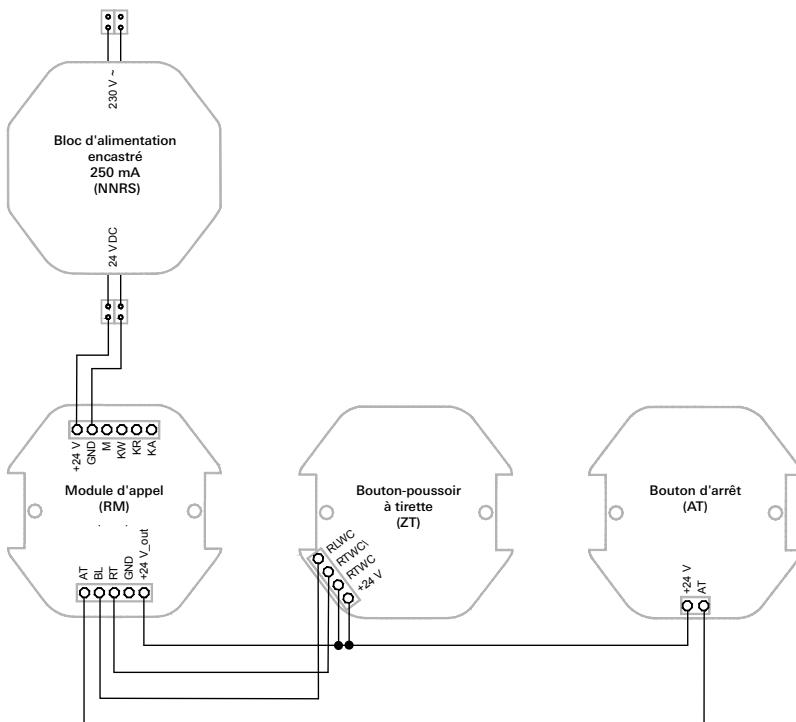 230 V ~
Bloc d'alimentation
encastré
250 mA
(NNRS)
24 V DC
+24 V
GND
M
KW
KR
KA
Module d'appel
(RM)
AT
BL
RT
GND
+24 V_out
Bouton-poussoir
à tirette
(ZT)
RLWC
RTWC\
RTWC
+24 V
Bouton d'arrêt
(AT)
+24 V
AT